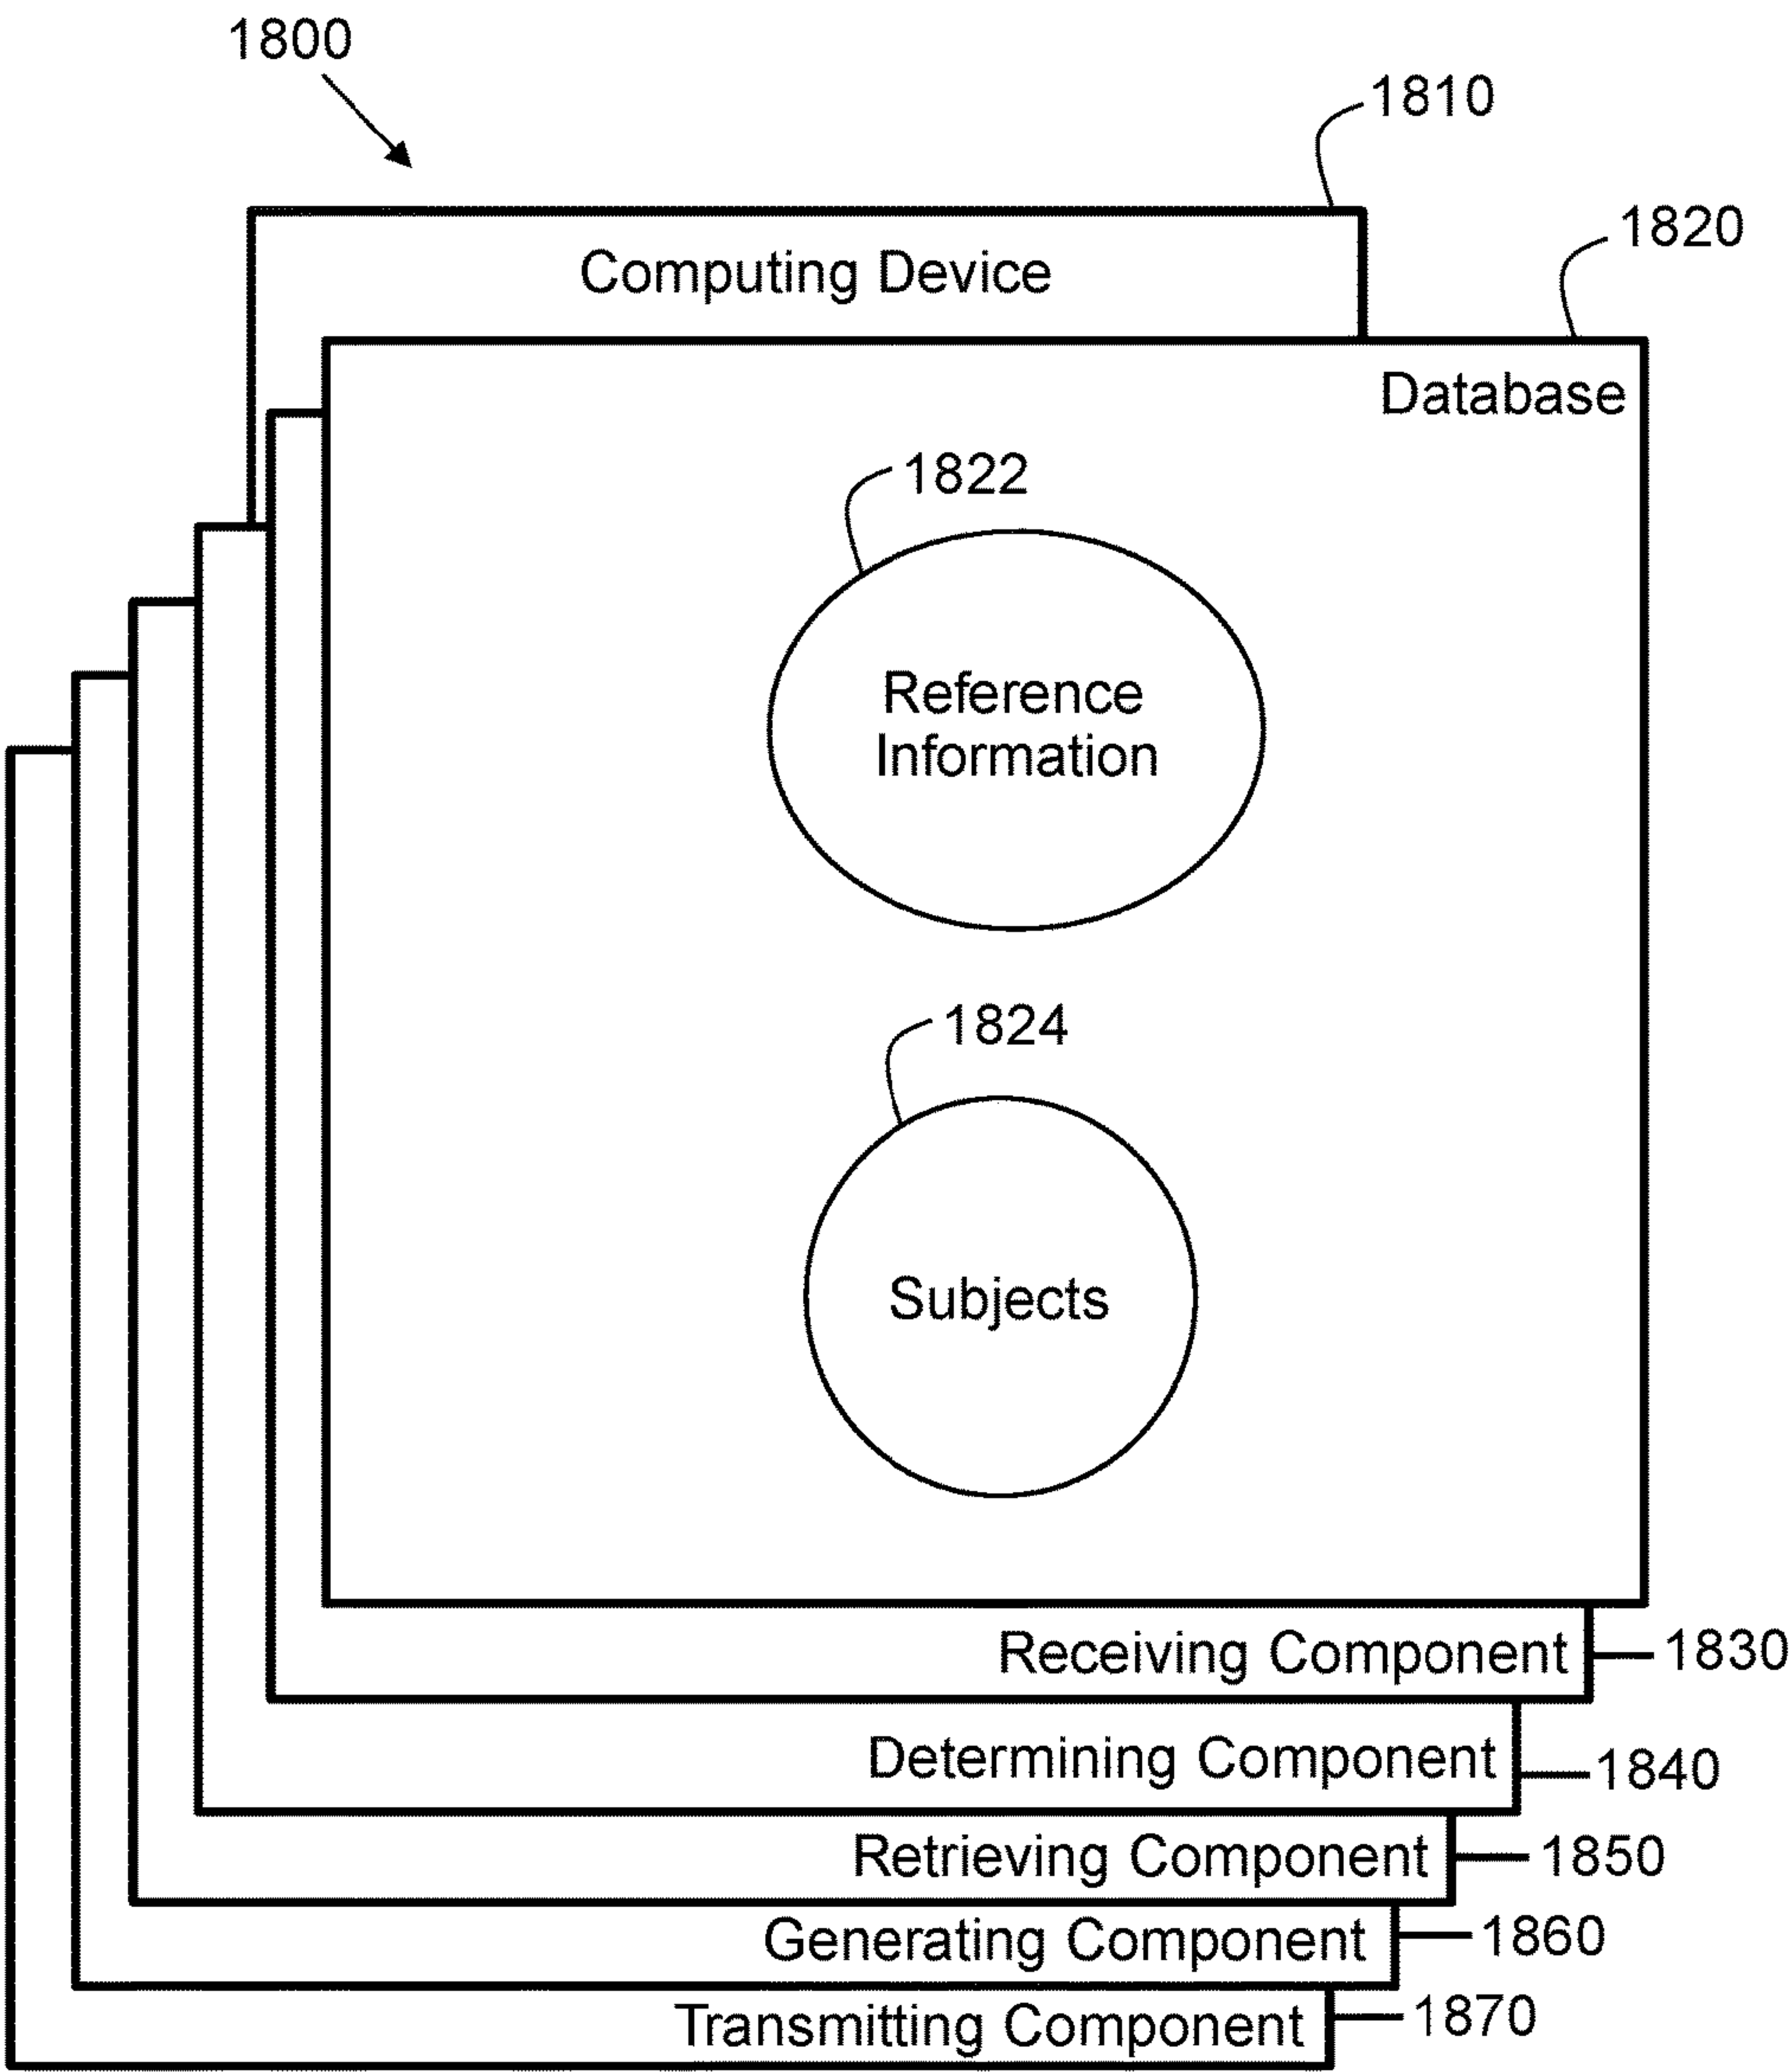 1800
1810
Computing Device
1820
Database
1822
Reference
Information
1824
Subjects
Receiving Component
1830
Determining Component
1840
Retrieving Component
1850
Generating Component
1860
Transmitting Component
1870